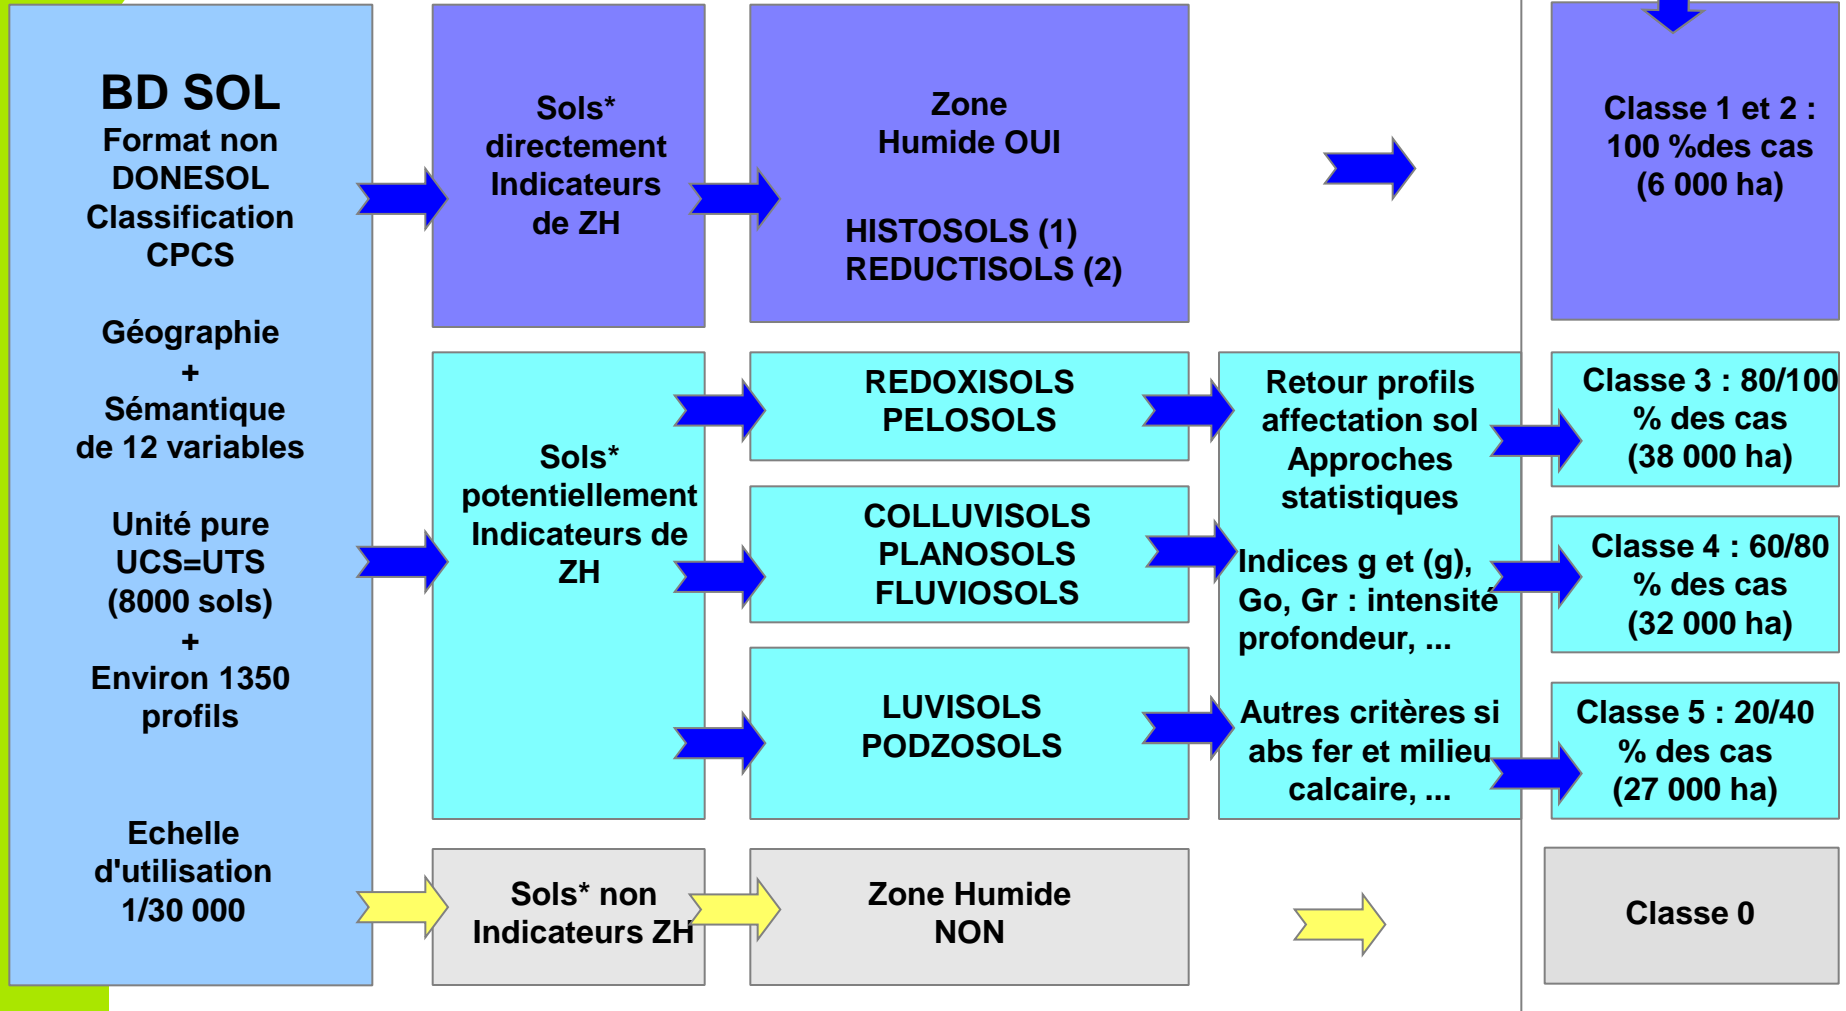 BD SOL
Format non
DONESOL
Classification
CPCS
Géographie
+
Sémantique
de 12 variables
Unité pure
UCS=UTS
(8000 sols)
+
Environ 1350
profils
Echelle
d'utilisation
1/30 000
Sols*
directement
Indicateurs
de ZH
Zone
Humide OUI
HISTOSOLS (1)
REDUCTISOLS (2)
Classe 1 et 2 :
100 %des cas
(6 000 ha)
Sols*
potentiellement
Indicateurs de
ZH
REDOXISOLS
PELOSOLS
COLLUVISOLS
PLANOSOLS
FLUVIOSOLS
LUVISOLS
PODZOSOLS
Retour profils
affectation sol
Approches
statistiques
Indices g et (g),
Go, Gr : intensité
profondeur, ...
Autres critères si
abs fer et milieu
calcaire, ...
Classe 3 : 80/100
% des cas
(38 000 ha)
Classe 4 : 60/80
% des cas
(32 000 ha)
Classe 5 : 20/40
% des cas
(27 000 ha)
Sols* non
Indicateurs ZH
Zone Humide
NON
Classe 0